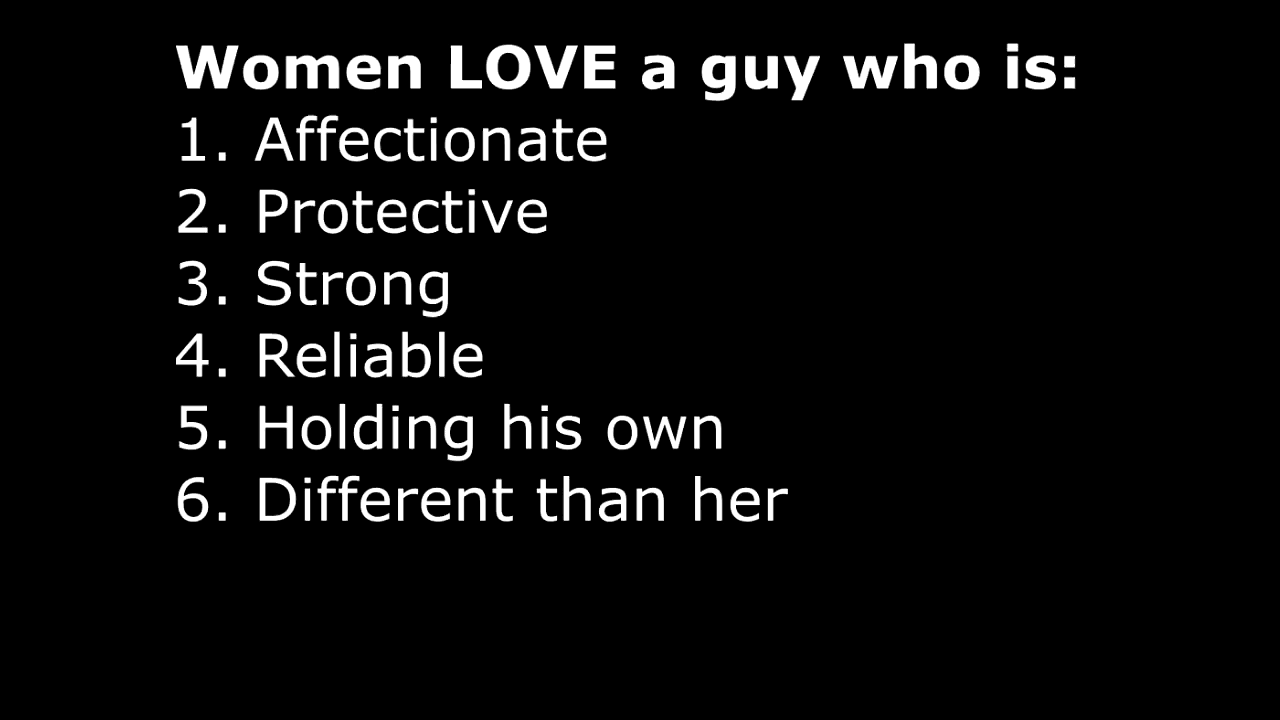 Women LOVE a guy who is:
1. Affectionate
2. Protective
3. Strong
4. Reliable
5. Holding his own
6. Different than her